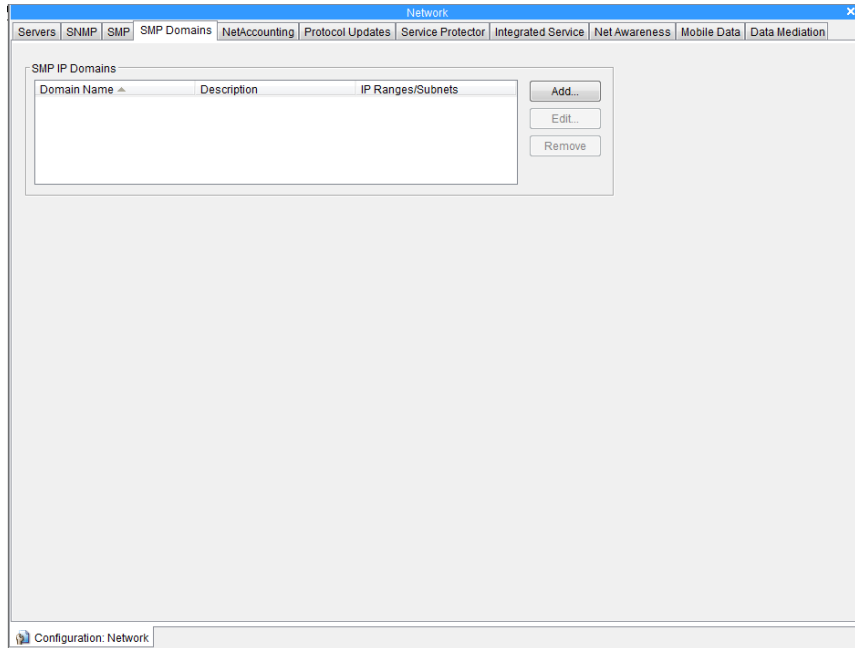 Network
Servers SNMP SMP SMP Domains NetAccounting Protocol Updates Service Protector Integrated Service Net Awareness Mobile Data Data Mediation
SMP IP Domains
Domain Name Description IP Ranges/Subnets
Add...
Edit...
Remove
Configuration: Network